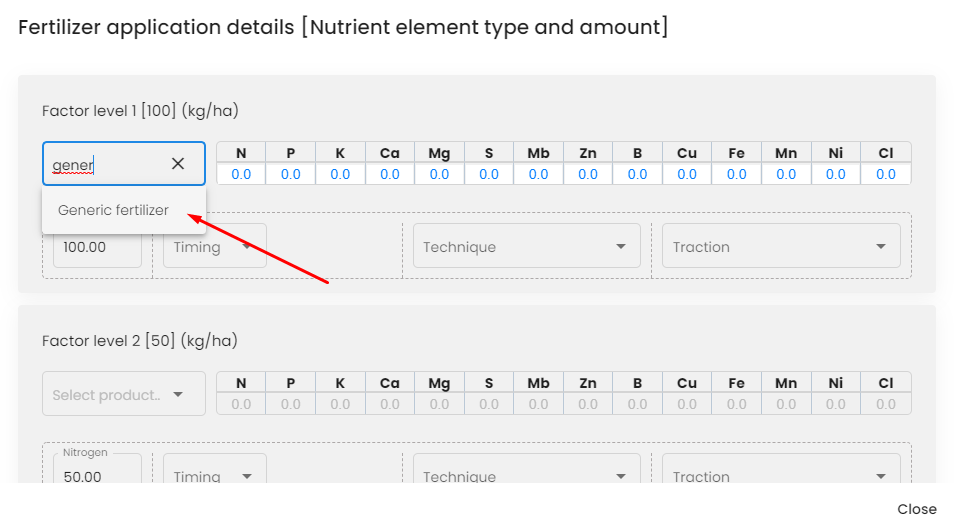 Fertilizer application details [Nutrient element type and amount]
Factor level 1 [100] (kg/ha)
gener
N P K Ca Mg S Mb Zn B Cu Fe Mn Ni Cl
0.0 0.0 0.0 0.0 0.0 0.0 0.0 0.0 0.0 0.0 0.0 0.0 0.0 0.0
Generic fertilizer
100.00 Timing Technique Traction
Factor level 2 [50] (kg/ha)
Select product..
N P K Ca Mg S Mb Zn B Cu Fe Mn Ni Cl
0.0 0.0 0.0 0.0 0.0 0.0 0.0 0.0 0.0 0.0 0.0 0.0 0.0 0.0
Nitrogen
50.00 Timing Technique Traction
Close